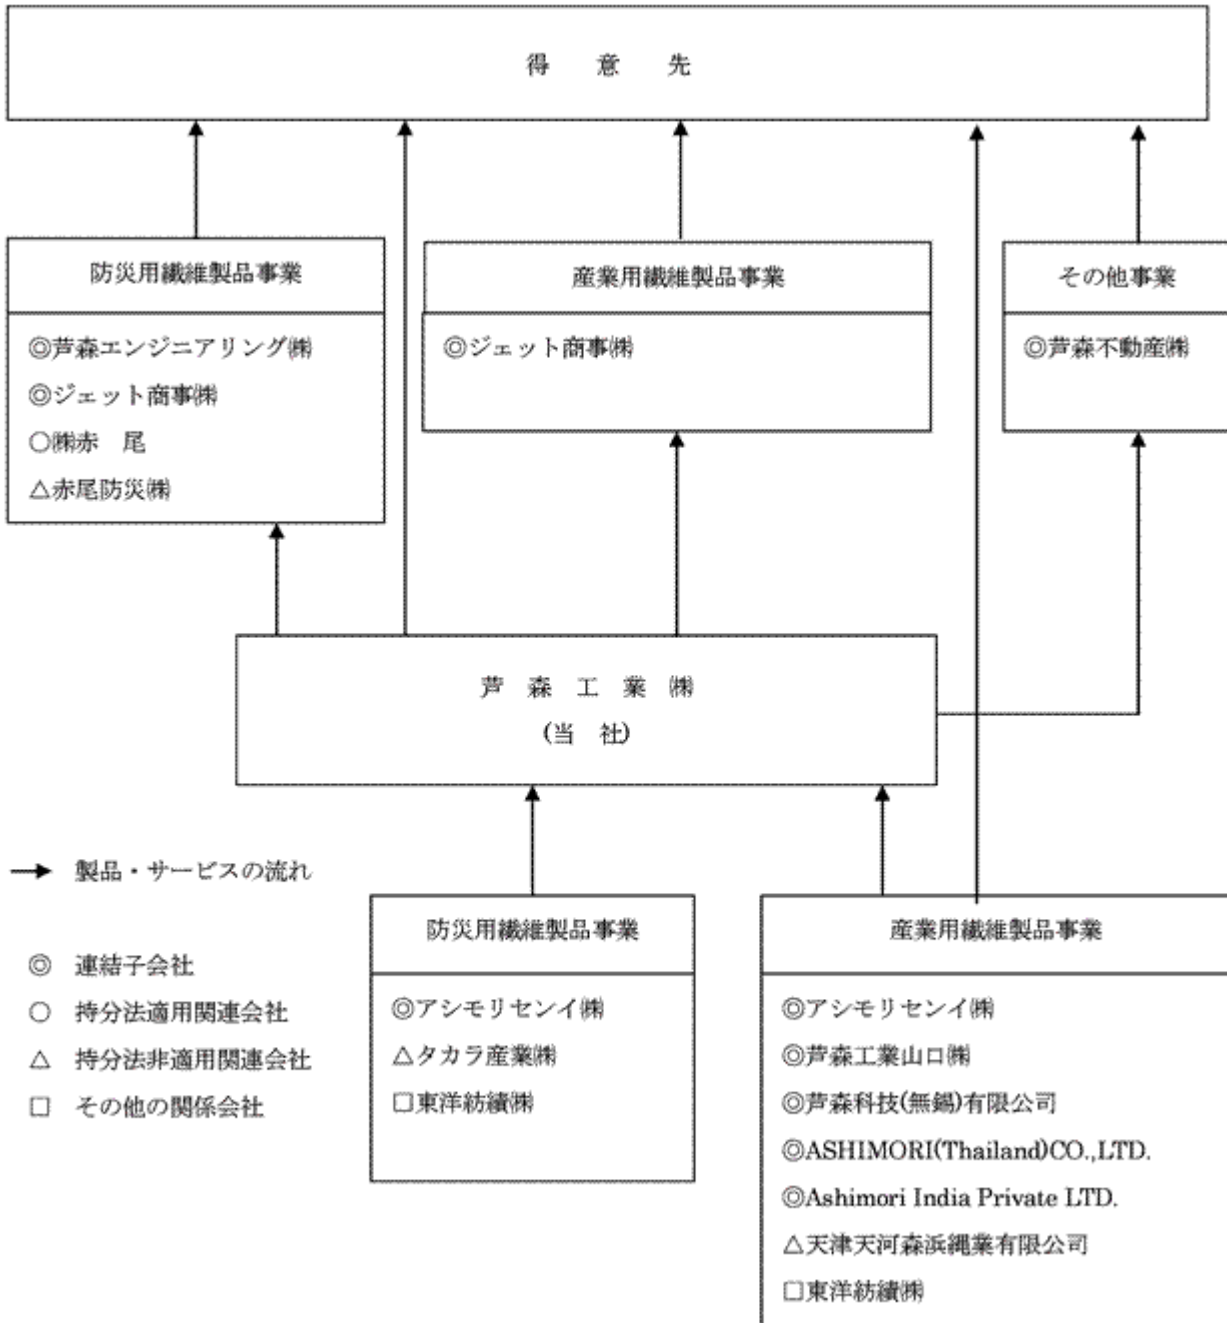 得 意 先
防災用繊維製品事業
◎芦森エンジニアリング㈱
◎ジェット商事㈱
○㈱赤 尾
△赤尾防災㈱
産業用繊維製品事業
◎ジェット商事㈱
その他事業
◎芦森不動産㈱
芦 森 工 業 ㈱
(当 社)
製品・サービスの流れ
◎ 連結子会社
○ 持分法適用関連会社
△ 持分法非適用関連会社
□ その他の関係会社
防災用繊維製品事業
◎アシモリセンイ㈱
△タカラ産業㈱
□東洋紡績㈱
産業用繊維製品事業
◎アシモリセンイ㈱
◎芦森工業山口㈱
◎芦森科技(無錫)有限公司
◎ASHIMORI(Thailand)CO.,LTD.
◎Ashimori India Private LTD.
△天津天河森浜縄業有限公司
□東洋紡績㈱